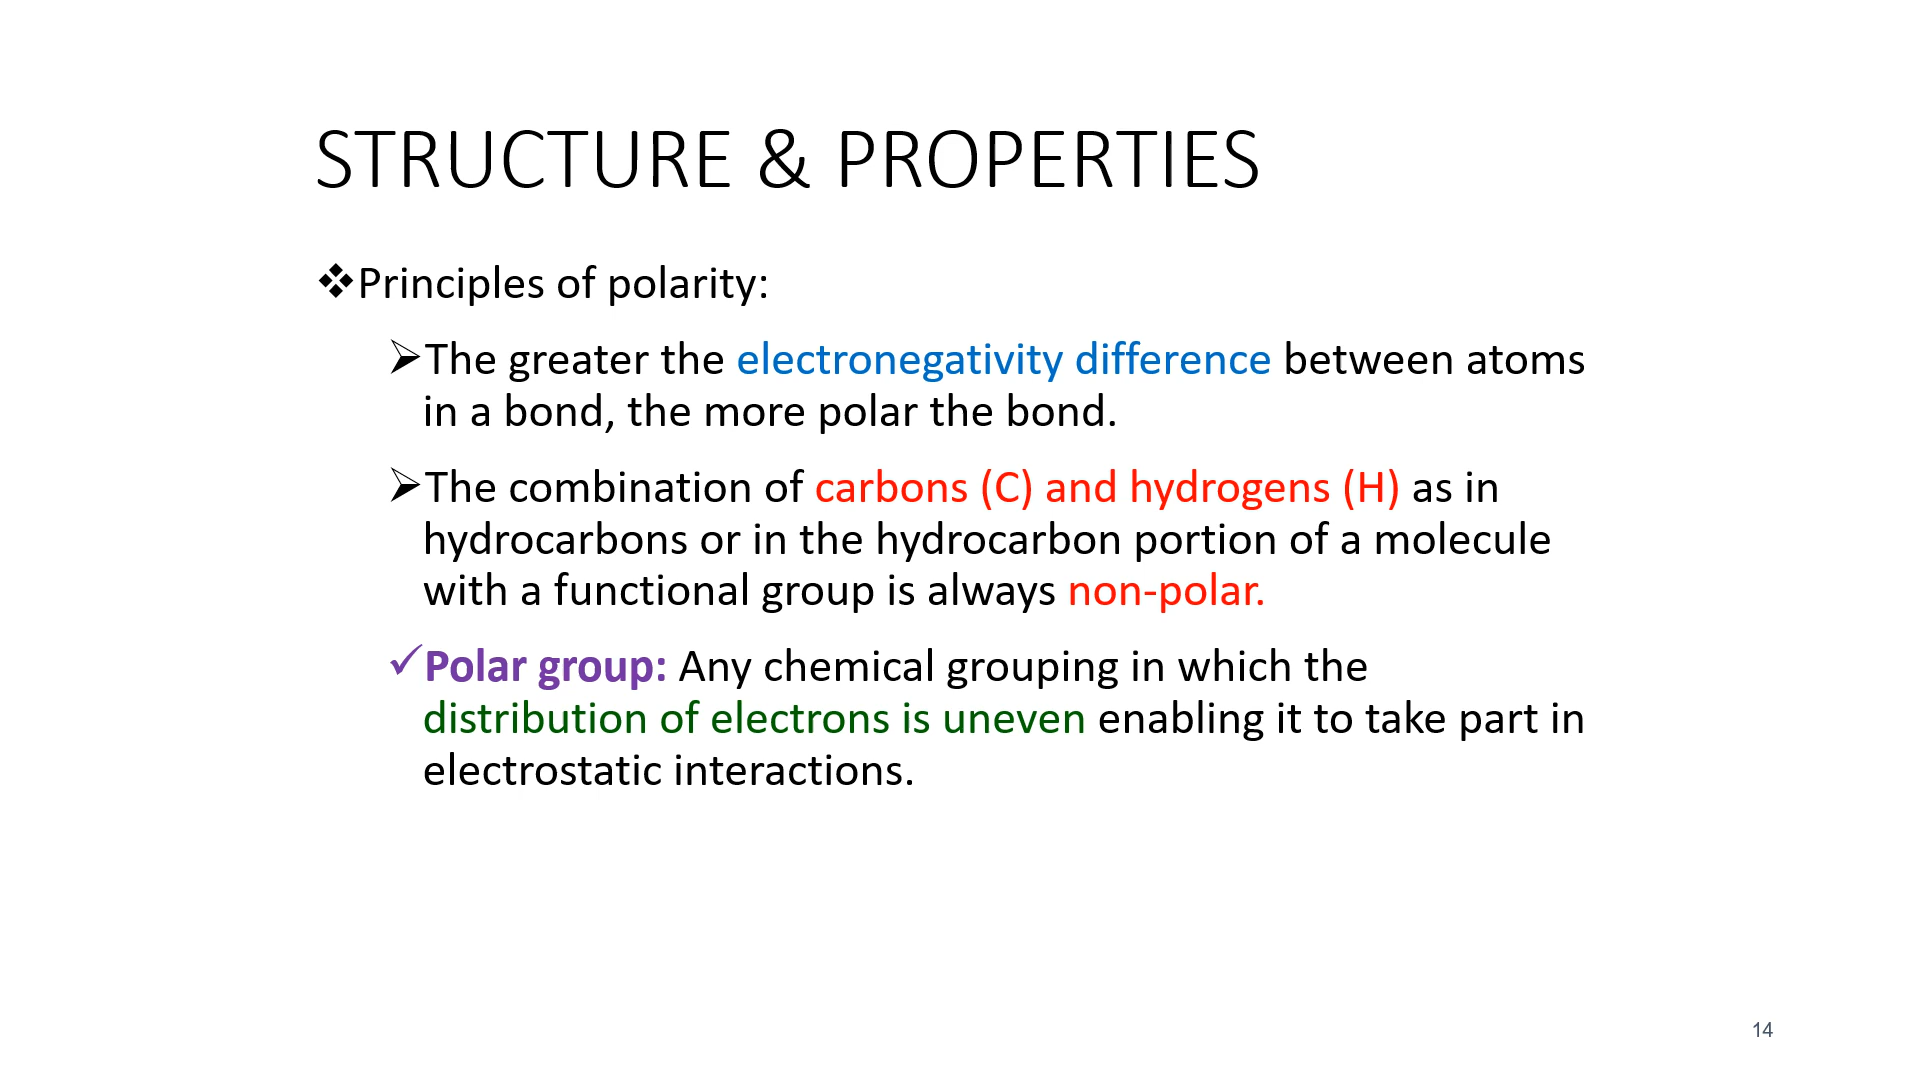 STRUCTURE & PROPERTIES
❖Principles of polarity:
➢The greater the electronegativity difference between atoms
in a bond, the more polar the bond.
➢The combination of carbons (C) and hydrogens (H) as in
hydrocarbons or in the hydrocarbon portion of a molecule
with a functional group is always non-polar.
✓Polar group: Any chemical grouping in which the
distribution of electrons is uneven enabling it to take part in
electrostatic interactions.
14